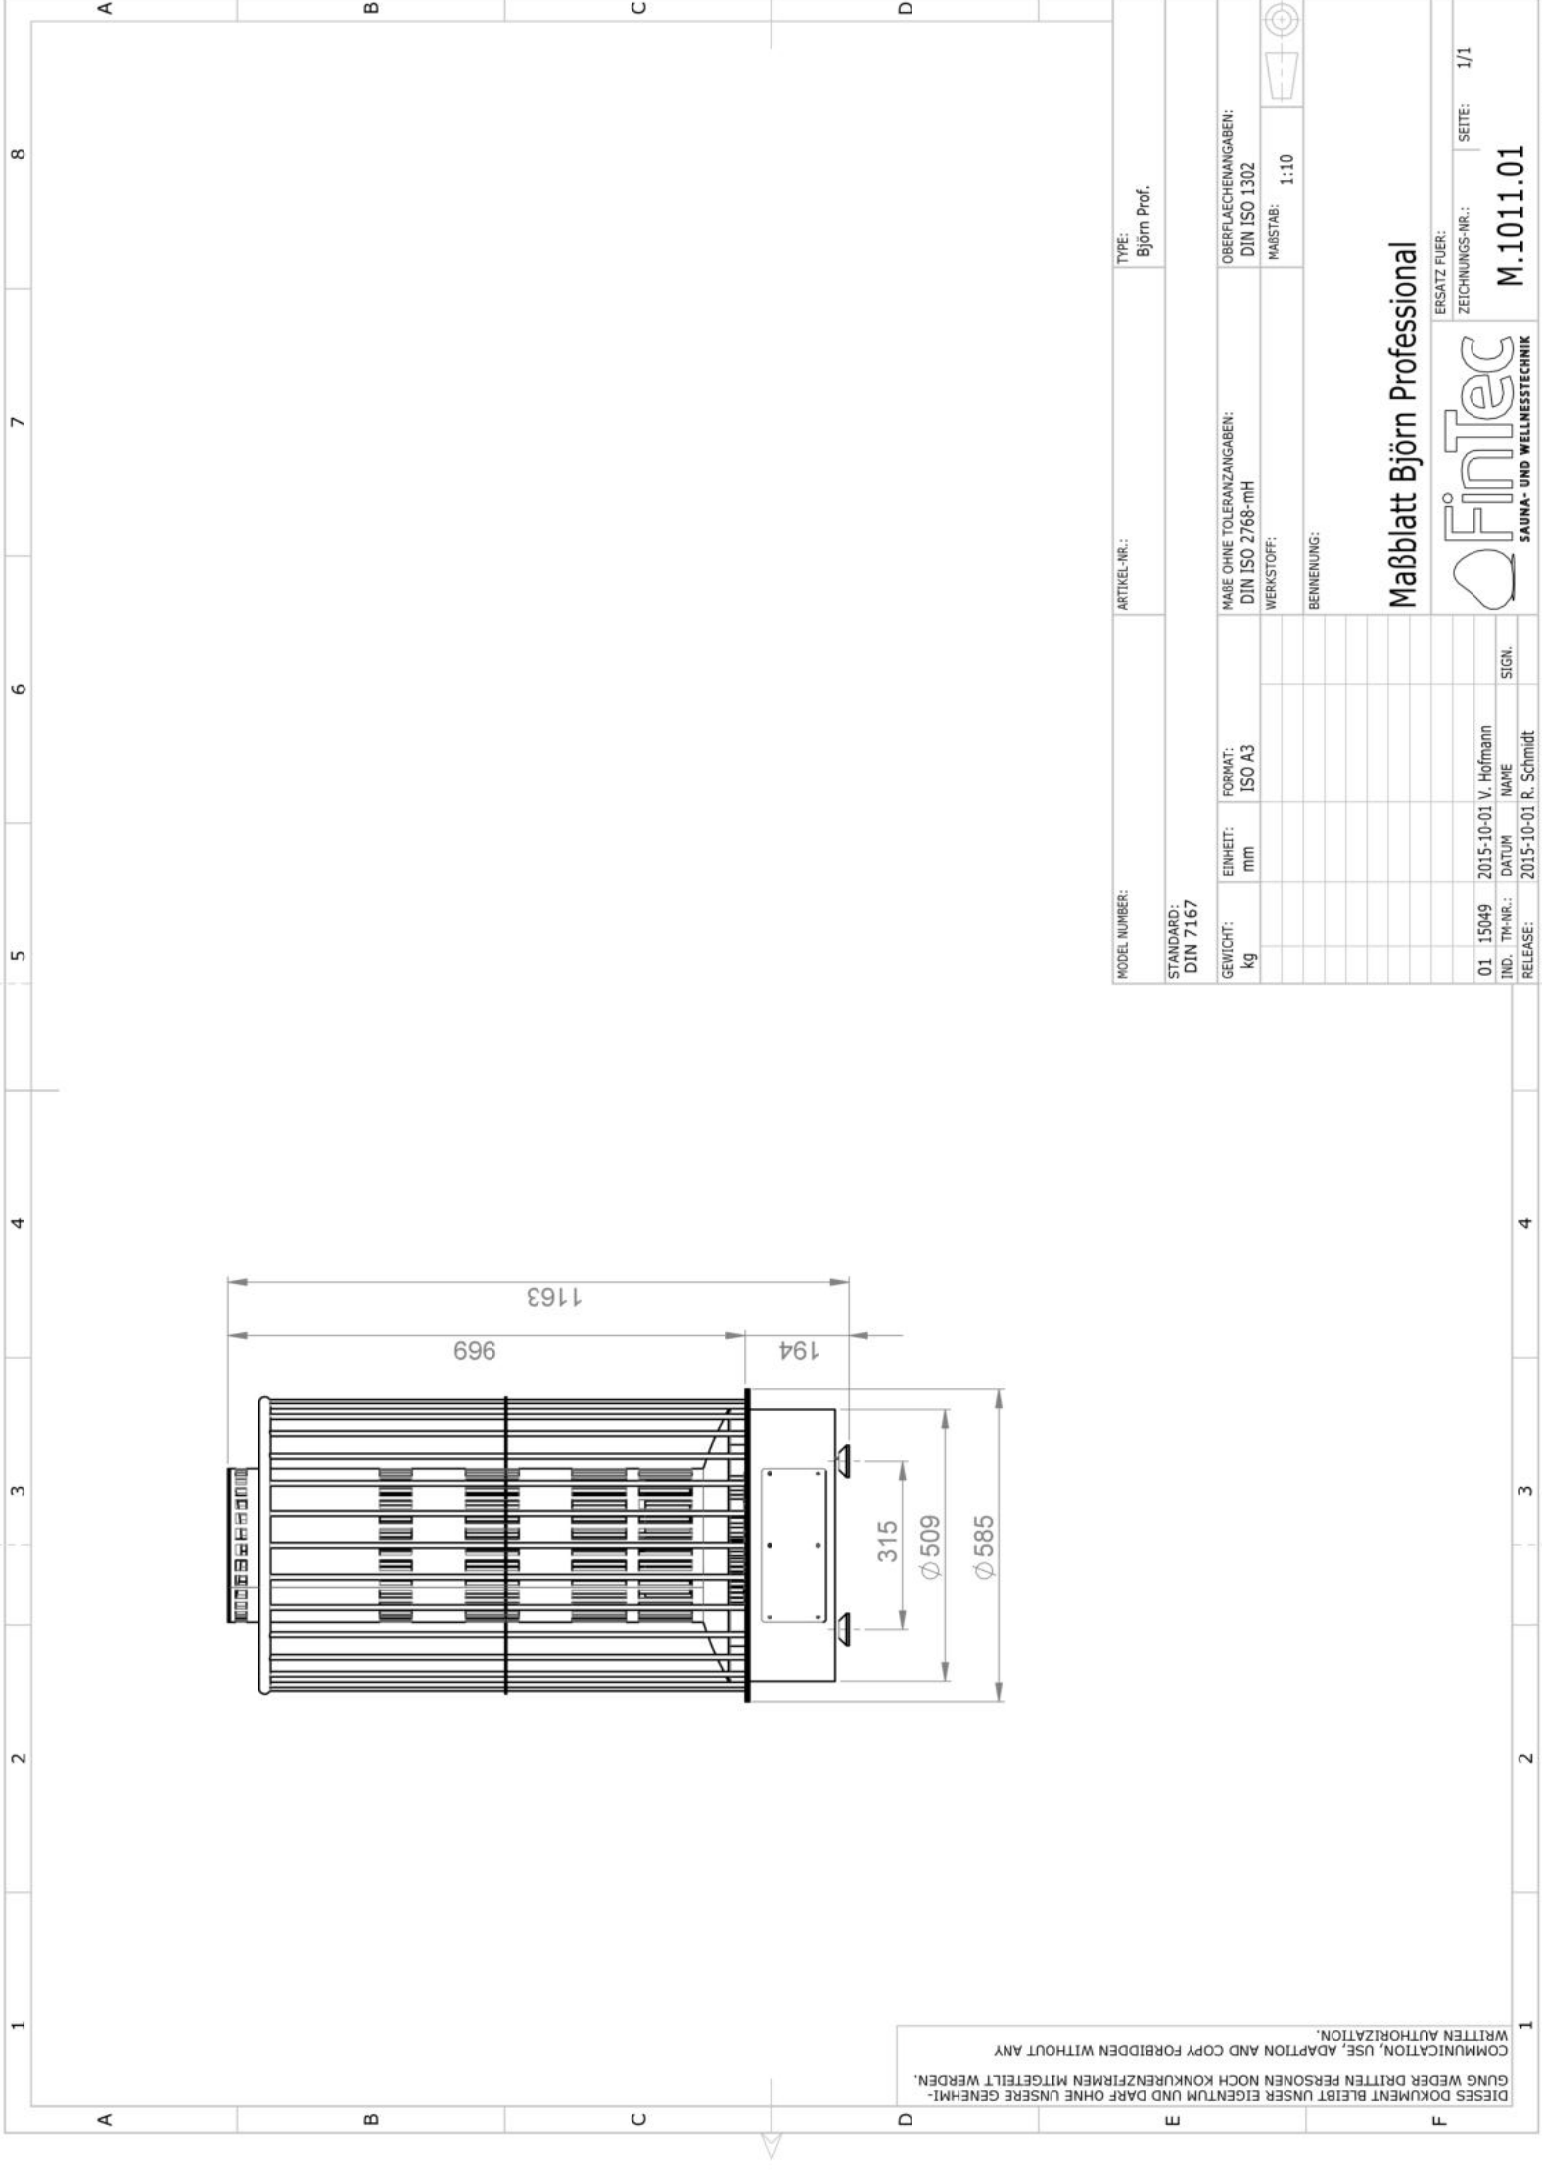 1 2 3 4 5 6 7 8
A A
B B
C C
D D
E
F
1163
969
194
315
∅509
∅585
DIESES DOKUMENT BLEIBT UNSER EIGENTUM UND DARF OHNE UNSERE GENEHMI-
GUNG WEDER DRITTEN PERSONEN NOCH KONKURENZFIRMEN MITGETEILT WERDEN.
COMMUNICATION, USE, ADAPTION AND COPY FORBIDDEN WITHOUT ANY
WRITTEN AUTHORIZATION.
MODEL NUMBER: ARTIKEL-NR.: TYPE:
Björn Prof.
STANDARD:
DIN 7167
GEWICHT: EINHEIT: FORMAT: MAßE OHNE TOLERANZANGABEN: OBERFLAECHENANGABEN:
kg mm ISO A3 DIN ISO 2768-mH DIN ISO 1302
WERKSTOFF: MAßSTAB: 1:10
BENNENUNG:
Maßblatt Björn Professional
ERSATZ FUER:
ZEICHNUNGS-NR.: SEITE: 1/1
M.1011.01
FinTec
SAUNA- UND WELLNESSTECHNIK
01 15049 2015-10-01 V. Hofmann
IND. TM-NR.: DATUM NAME SIGN.
RELEASE: 2015-10-01 R. Schmidt
1 2 3 4